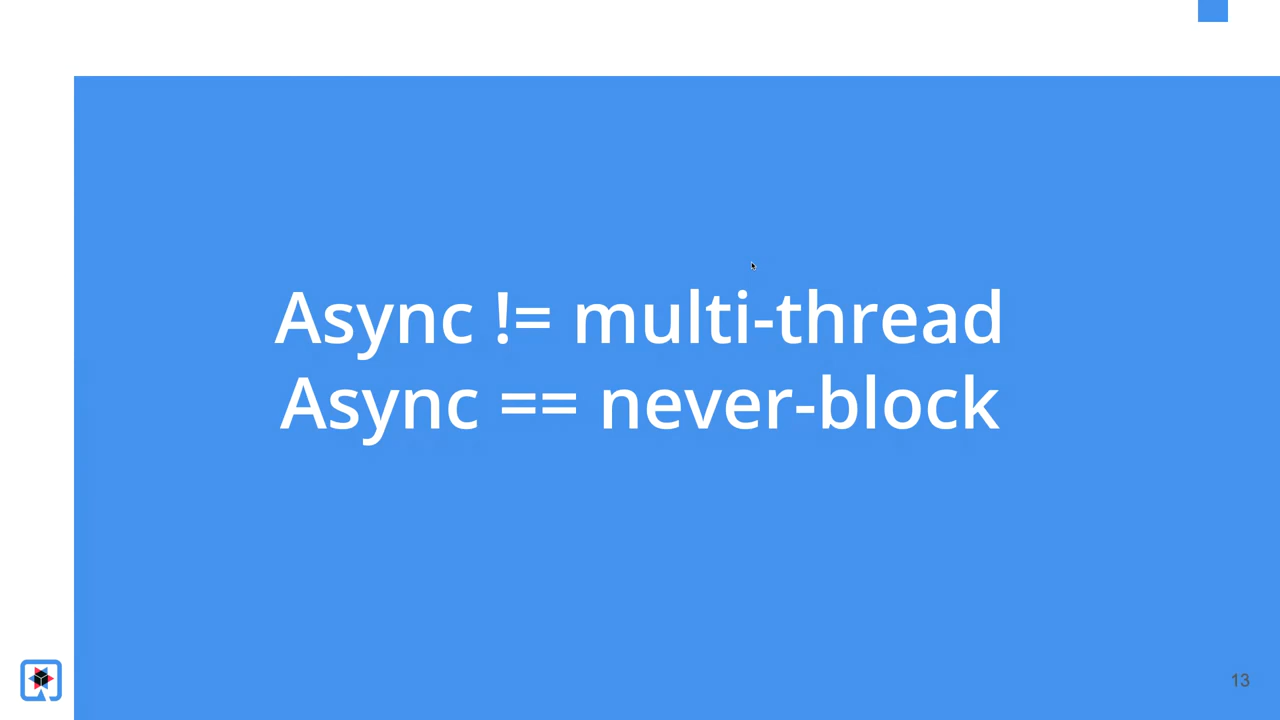 Async != multi-thread
Async == never-block
13